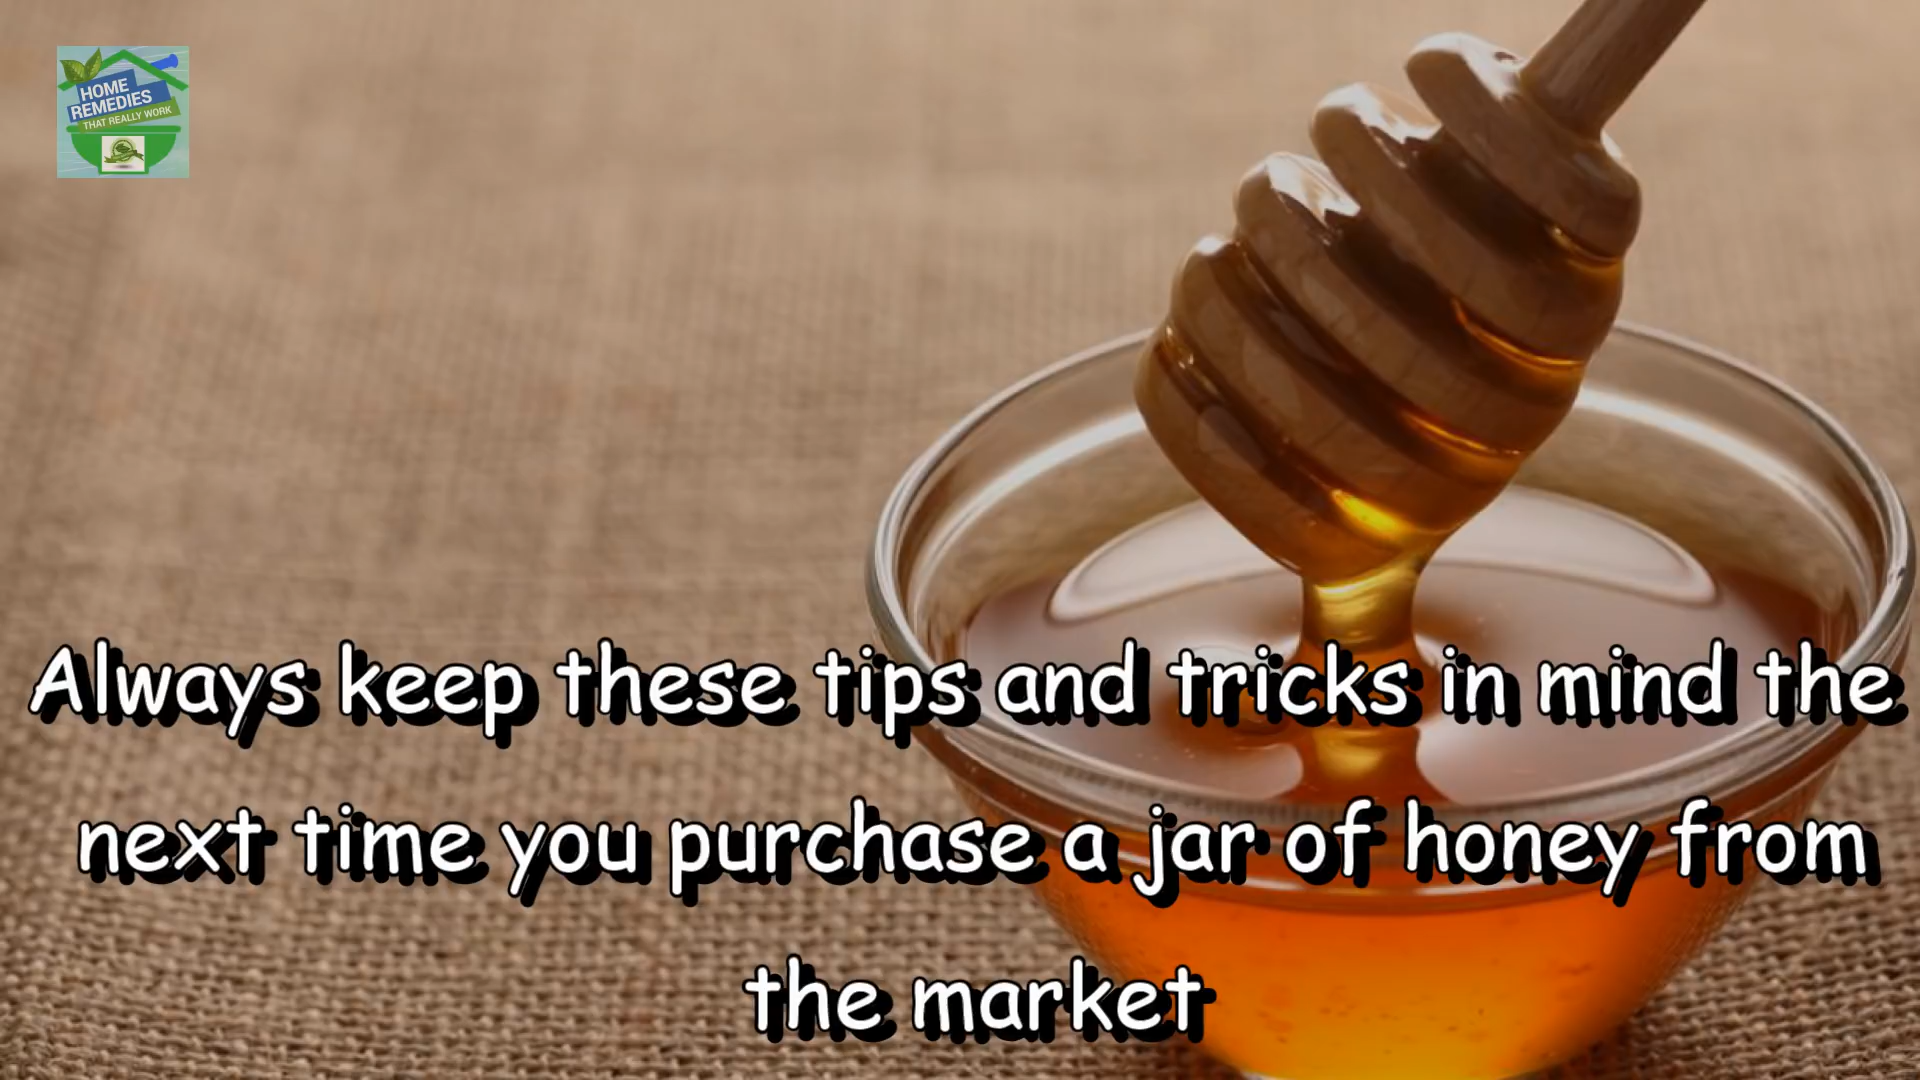 HOME
REMEDIES
THAT REALLY WORK
Always keep these tips and tricks in mind the
next time you purchase a jar of honey from
the market